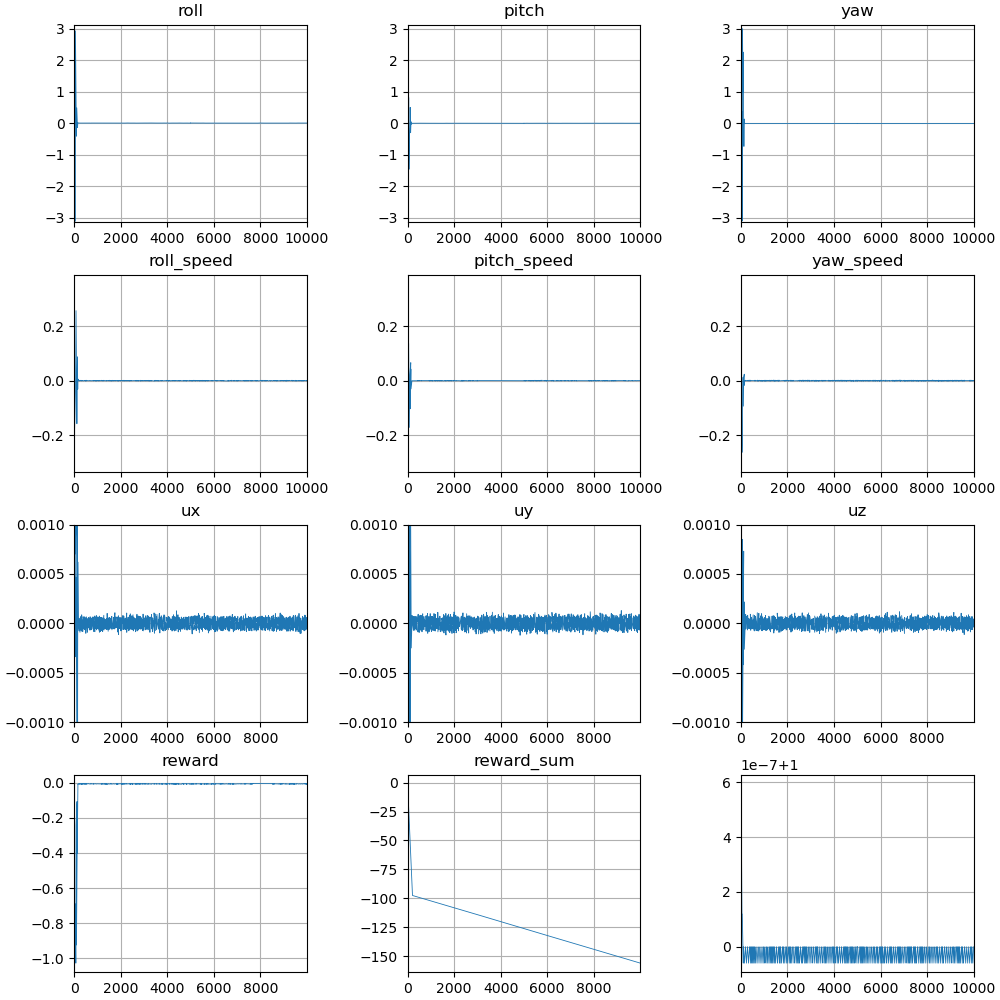 roll pitch yaw
3 3 3
2 2 2
1 1 1
0 0 0
−1 −1 −1
−2 −2 −2
−3 −3 −3
0 2000 4000 6000 8000 10000 0 2000 4000 6000 8000 10000 0 2000 4000 6000 8000 10000
roll_speed pitch_speed yaw_speed
0.2 0.2 0.2
0.0 0.0 0.0
−0.2 −0.2 −0.2
0 2000 4000 6000 8000 10000 0 2000 4000 6000 8000 10000 0 2000 4000 6000 8000 10000
ux uy uz
0.0010 0.0010 0.0010
0.0005 0.0005 0.0005
0.0000 0.0000 0.0000
−0.0005 −0.0005 −0.0005
−0.0010 −0.0010 −0.0010
0 2000 4000 6000 8000 0 2000 4000 6000 8000 0 2000 4000 6000 8000
reward reward_sum 1e−7+1
0.0 0 6
−0.2 −25 4
−0.4 −50 2
−0.6 −75 0
−0.8 −100
−1.0 −125
−150
0 2000 4000 6000 8000 0 2000 4000 6000 8000 0 2000 4000 6000 8000 10000